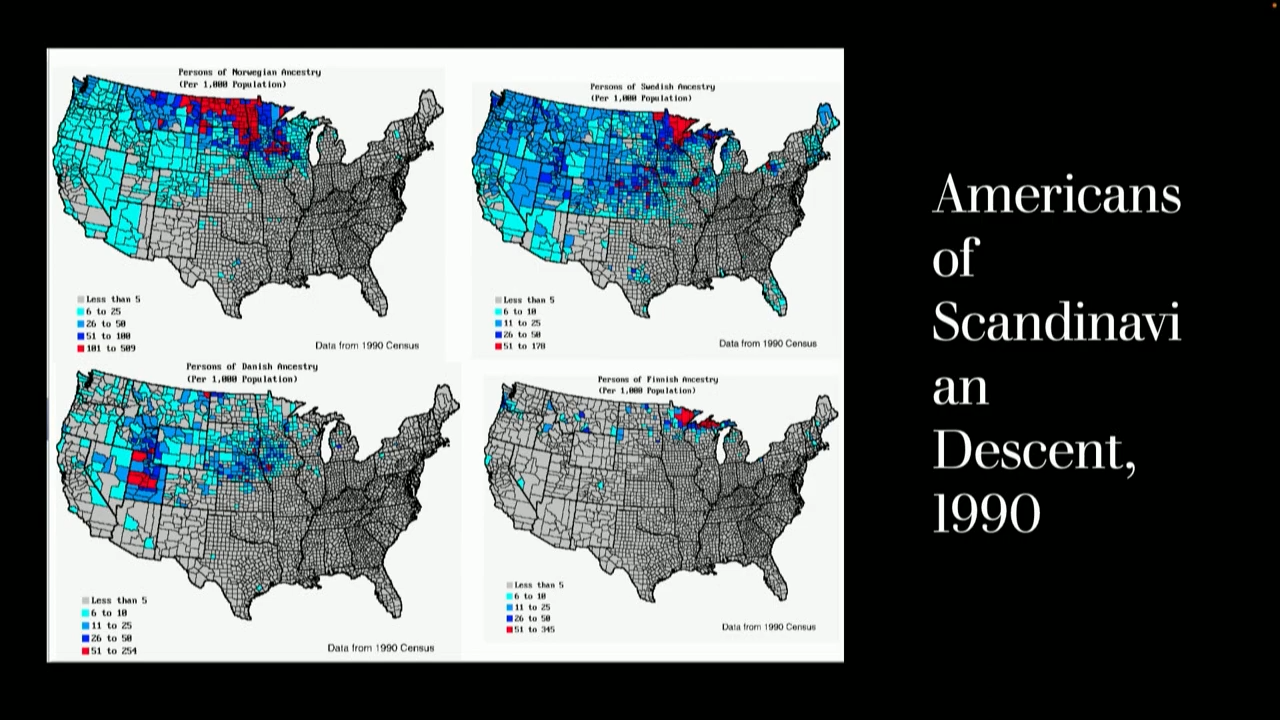 Persons of Norwegian Ancestry
(Per 1,000 Population)
Less than 5
6 to 25
26 to 50
51 to 100
101 to 509
Data from 1990 Census
Persons of Swedish Ancestry
(Per 1,000 Population)
Less than 5
6 to 10
11 to 25
26 to 50
51 to 170
Data from 1990 Census
Persons of Danish Ancestry
(Per 1,000 Population)
Less than 5
6 to 10
11 to 25
26 to 50
51 to 254
Data from 1990 Census
Persons of Finnish Ancestry
(Per 1,000 Population)
Less than 5
6 to 10
11 to 25
26 to 50
51 to 345
Data from 1990 Census
Americans
of
Scandinavi
an
Descent,
1990